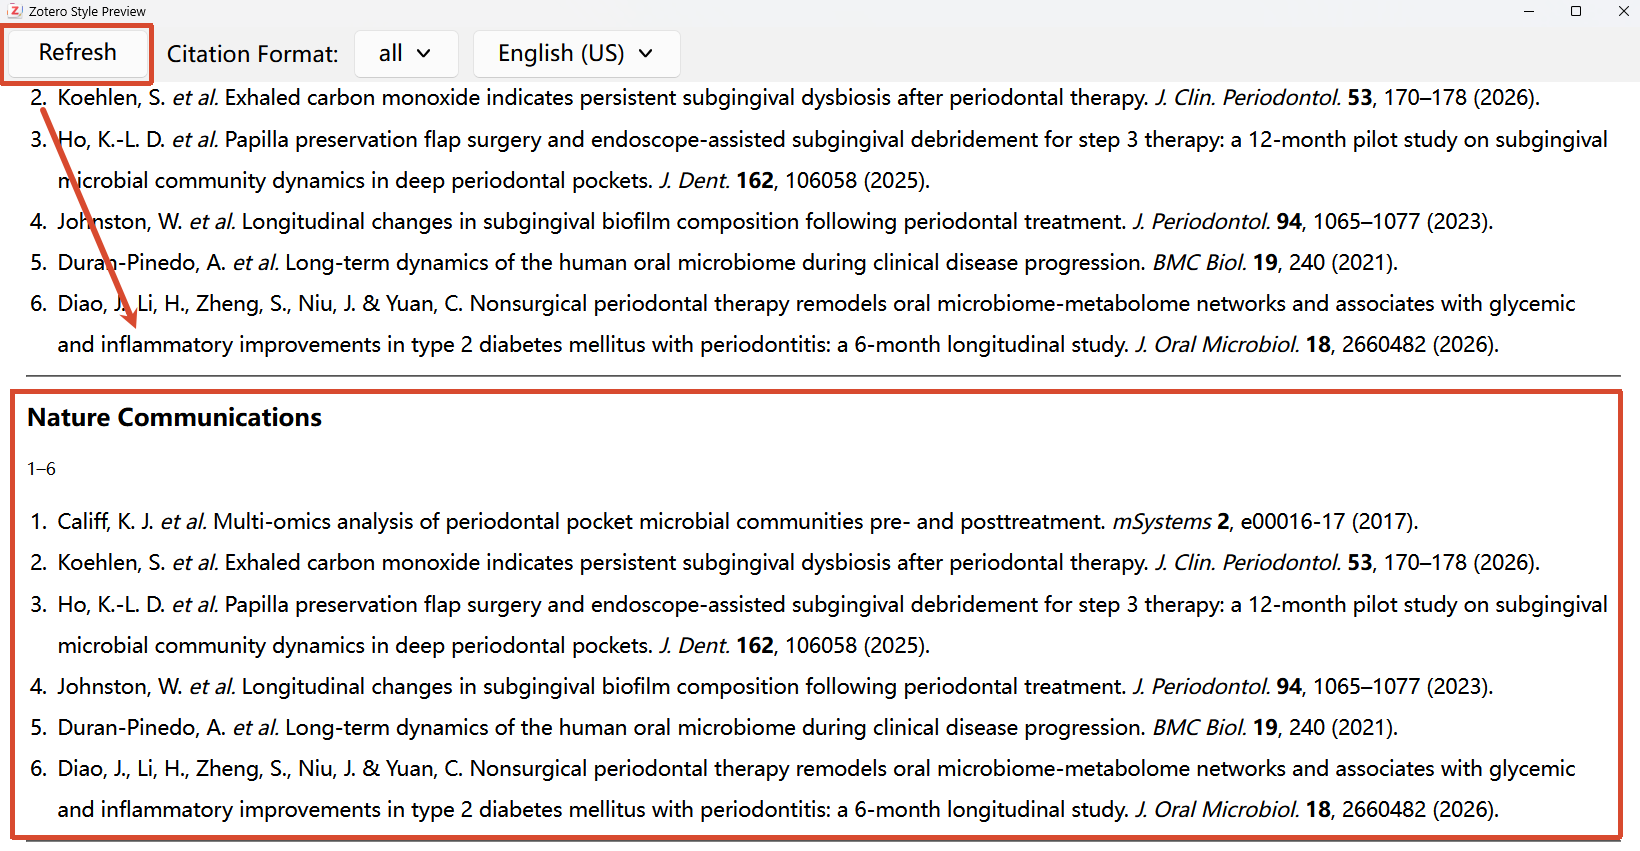 Zotero Style Preview
Refresh Citation Format: all English (US)
2. Koehlen, S. et al. Exhaled carbon monoxide indicates persistent subgingival dysbiosis after periodontal therapy. J. Clin. Periodontol. 53, 170–178 (2026).
3. Ho, K.-L. D. et al. Papilla preservation flap surgery and endoscope-assisted subgingival debridement for step 3 therapy: a 12-month pilot study on subgingival
microbial community dynamics in deep periodontal pockets. J. Dent. 162, 106058 (2025).
4. Johnston, W. et al. Longitudinal changes in subgingival biofilm composition following periodontal treatment. J. Periodontol. 94, 1065–1077 (2023).
5. Duran-Pinedo, A. et al. Long-term dynamics of the human oral microbiome during clinical disease progression. BMC Biol. 19, 240 (2021).
6. Diao, J., Li, H., Zheng, S., Niu, J. & Yuan, C. Nonsurgical periodontal therapy remodels oral microbiome-metabolome networks and associates with glycemic
and inflammatory improvements in type 2 diabetes mellitus with periodontitis: a 6-month longitudinal study. J. Oral Microbiol. 18, 2660482 (2026).
Nature Communications
1–6
1. Califf, K. J. et al. Multi-omics analysis of periodontal pocket microbial communities pre- and posttreatment. mSystems 2, e00016-17 (2017).
2. Koehlen, S. et al. Exhaled carbon monoxide indicates persistent subgingival dysbiosis after periodontal therapy. J. Clin. Periodontol. 53, 170–178 (2026).
3. Ho, K.-L. D. et al. Papilla preservation flap surgery and endoscope-assisted subgingival debridement for step 3 therapy: a 12-month pilot study on subgingival
microbial community dynamics in deep periodontal pockets. J. Dent. 162, 106058 (2025).
4. Johnston, W. et al. Longitudinal changes in subgingival biofilm composition following periodontal treatment. J. Periodontol. 94, 1065–1077 (2023).
5. Duran-Pinedo, A. et al. Long-term dynamics of the human oral microbiome during clinical disease progression. BMC Biol. 19, 240 (2021).
6. Diao, J., Li, H., Zheng, S., Niu, J. & Yuan, C. Nonsurgical periodontal therapy remodels oral microbiome-metabolome networks and associates with glycemic
and inflammatory improvements in type 2 diabetes mellitus with periodontitis: a 6-month longitudinal study. J. Oral Microbiol. 18, 2660482 (2026).